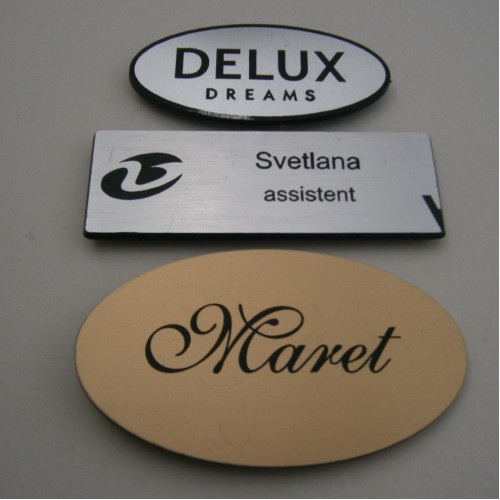 DELUX
DREAMS
Svetlana
assistent
Maret